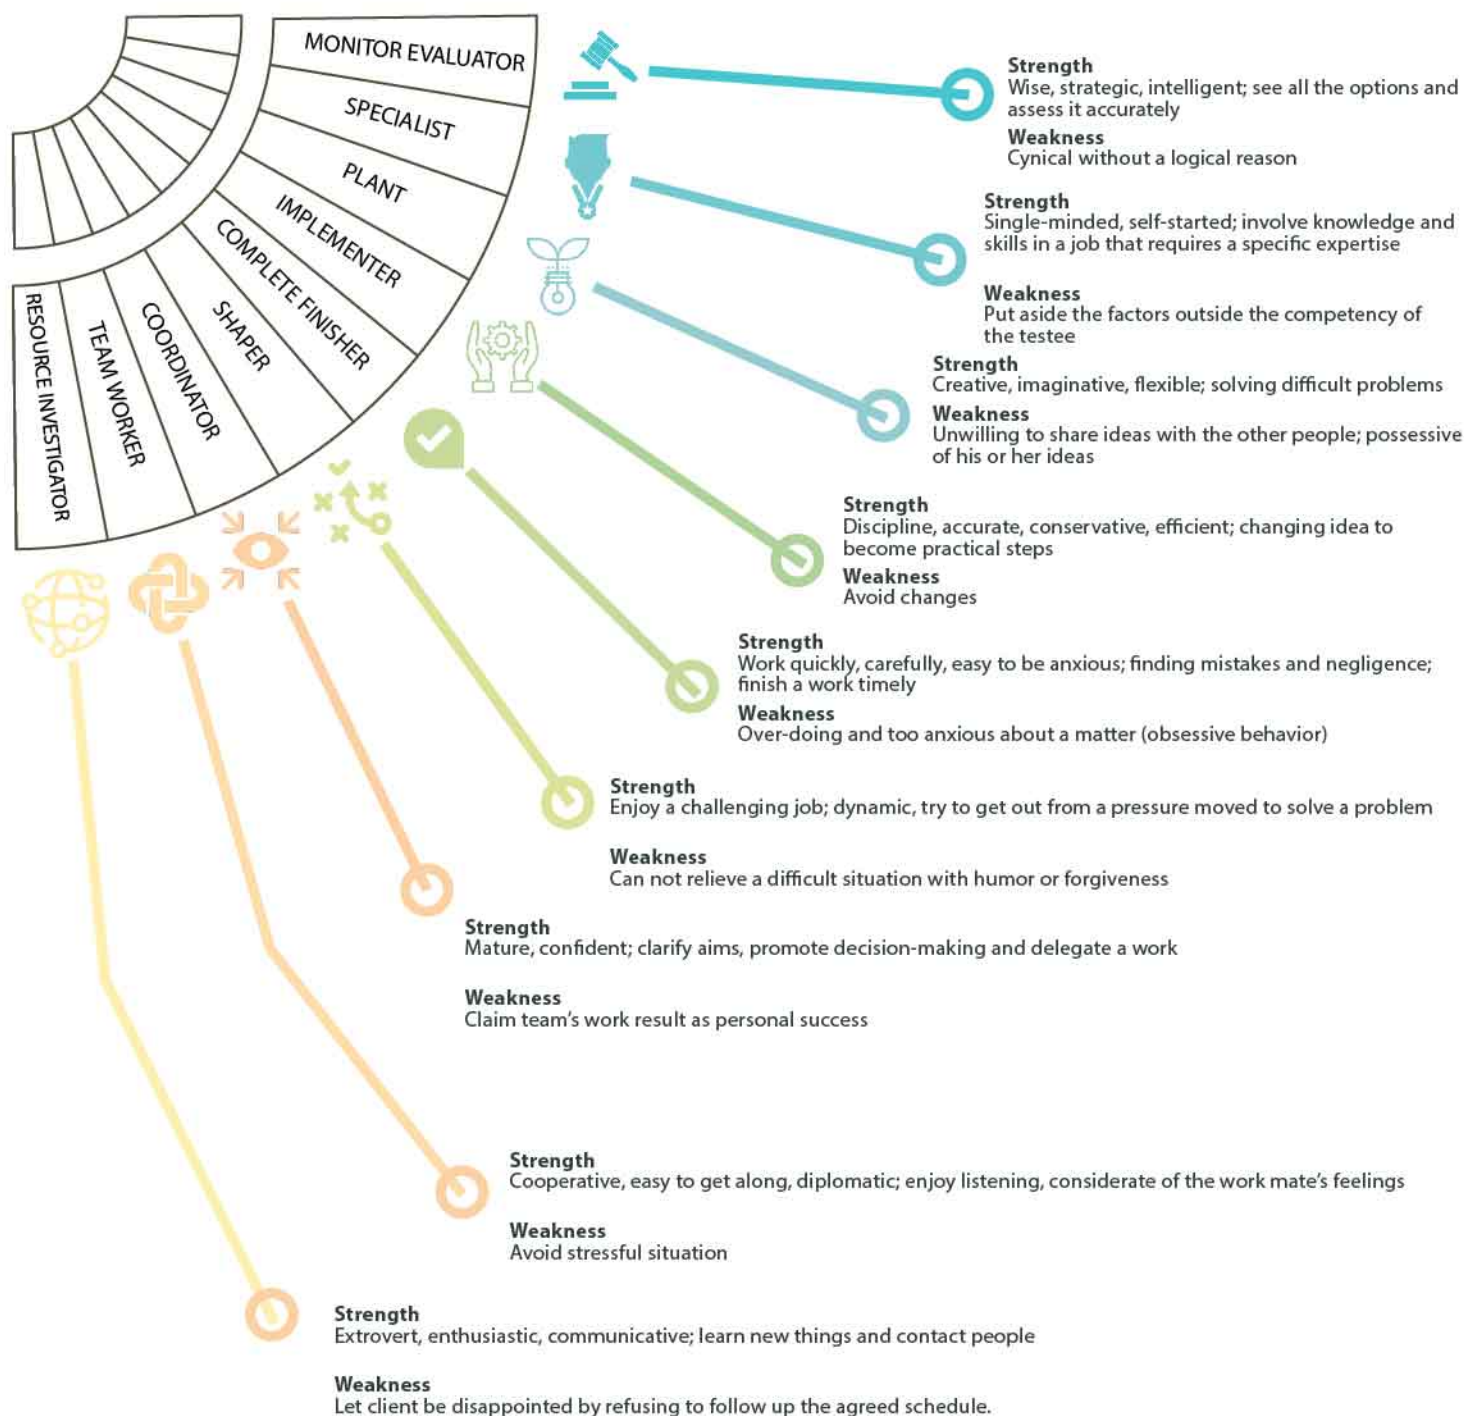 MONITOR EVALUATOR
SPECIALIST
PLANT
IMPLEMENTER
COMPLETE FINISHER
SHAPER
COORDINATOR
TEAM WORKER
RESOURCE INVESTIGATOR
Strength
Wise, strategic, intelligent; see all the options and
assess it accurately
Weakness
Cynical without a logical reason
Strength
Single-minded, self-started; involve knowledge and
skills in a job that requires a specific expertise
Weakness
Put aside the factors outside the competency of
the testee
Strength
Creative, imaginative, flexible; solving difficult problems
Weakness
Unwilling to share ideas with the other people; possessive
of his or her ideas
Strength
Discipline, accurate, conservative, efficient; changing idea to
become practical steps
Weakness
Avoid changes
Strength
Work quickly, carefully, easy to be anxious; finding mistakes and negligence;
finish a work timely
Weakness
Over-doing and too anxious about a matter (obsessive behavior)
Strength
Enjoy a challenging job; dynamic, try to get out from a pressure moved to solve a problem
Weakness
Can not relieve a difficult situation with humor or forgiveness
Strength
Mature, confident; clarify aims, promote decision-making and delegate a work
Weakness
Claim team's work result as personal success
Strength
Cooperative, easy to get along, diplomatic; enjoy listening, considerate of the work mate's feelings
Weakness
Avoid stressful situation
Strength
Extrovert, enthusiastic, communicative; learn new things and contact people
Weakness
Let client be disappointed by refusing to follow up the agreed schedule.